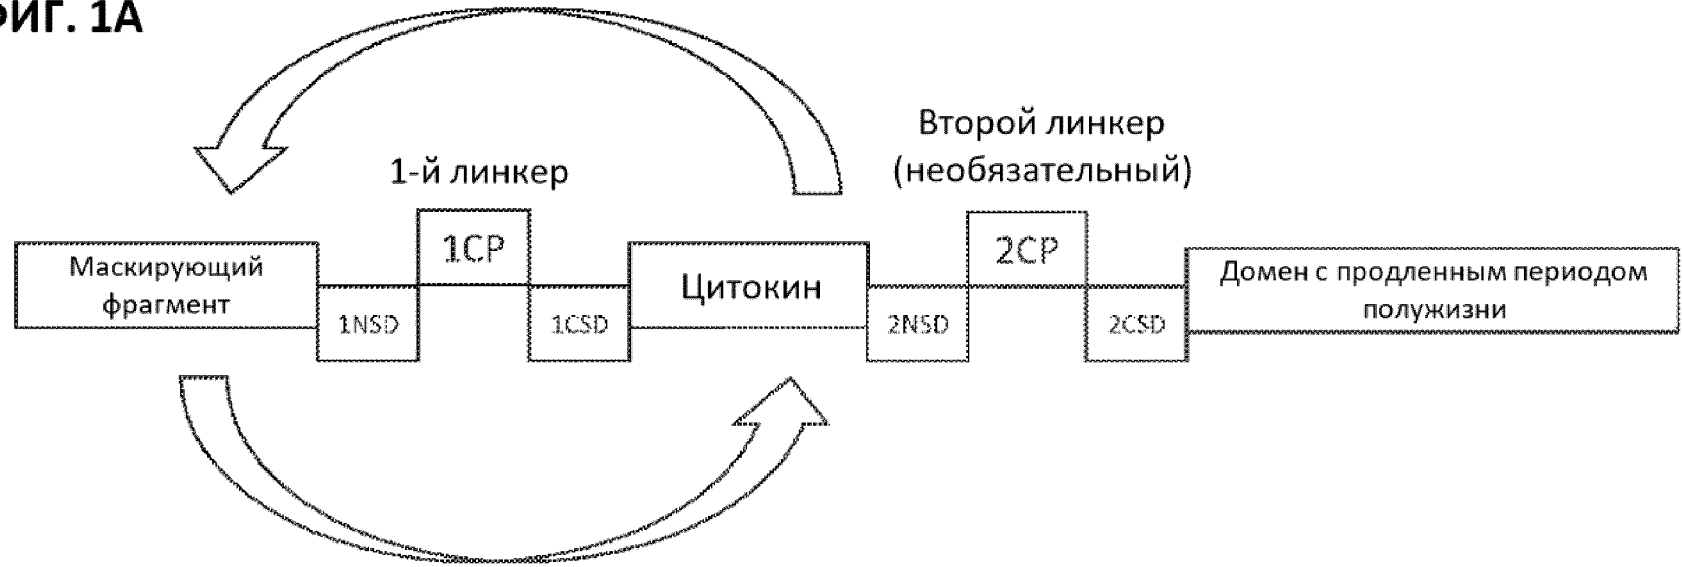 ФИГ. 1А
Второй линкер
(необязательный)
1-й линкер
1CP
2CP
Маскирующий
фрагмент
Цитокин
Домен с продленным периодом
полужизни
1NSD
1CSD
2NSD
2CSD